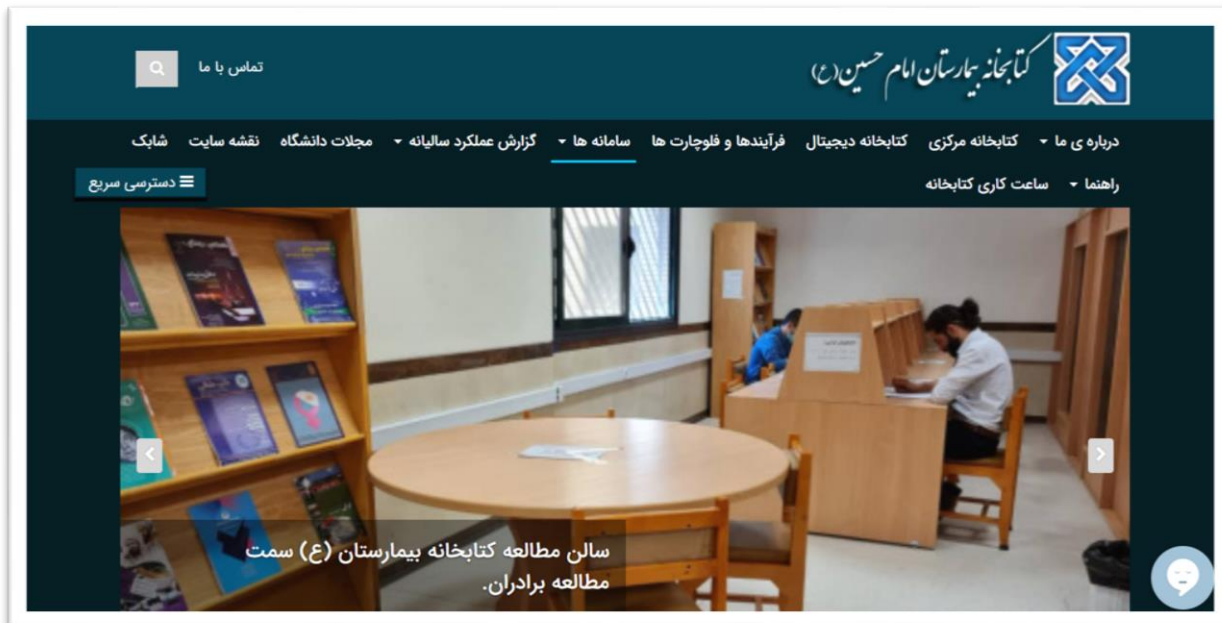 کتابخانه بیمارستان امام حسین (ع)
تماس با ما
درباره ی ما
کتابخانه مرکزی
کتابخانه دیجیتال
فرآیندها و فلوچارت ها
سامانه ها
گزارش عملکرد سالیانه
مجلات دانشگاه
نقشه سایت
شابک
راهنما
ساعت کاری کتابخانه
دسترسی سریع
سالن مطالعه کتابخانه بیمارستان (ع) سمت
مطالعه برادران.